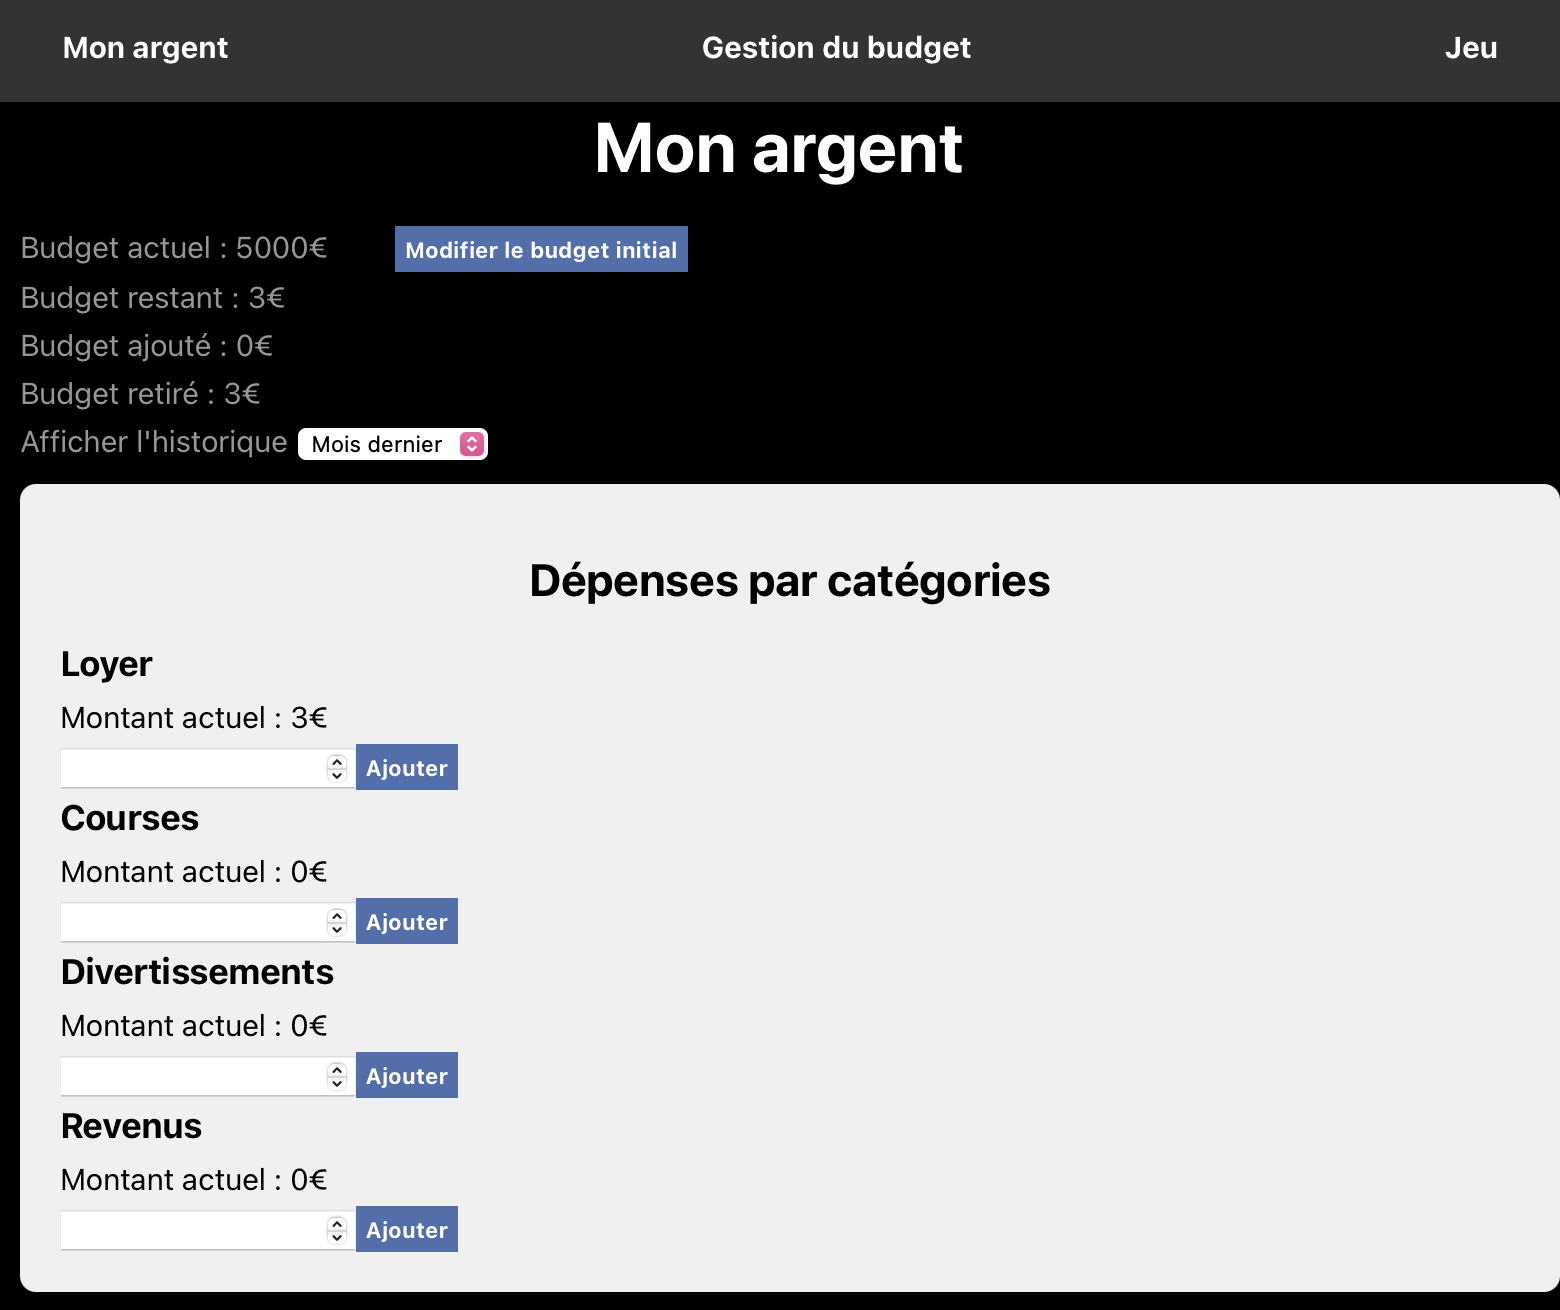 Mon argent Gestion du budget Jeu
Mon argent
Budget actuel : 5000€ Modifier le budget initial
Budget restant : 3€
Budget ajouté : 0€
Budget retiré : 3€
Afficher l'historique Mois dernier
Dépenses par catégories
Loyer
Montant actuel : 3€
Ajouter
Courses
Montant actuel : 0€
Ajouter
Divertissements
Montant actuel : 0€
Ajouter
Revenus
Montant actuel : 0€
Ajouter